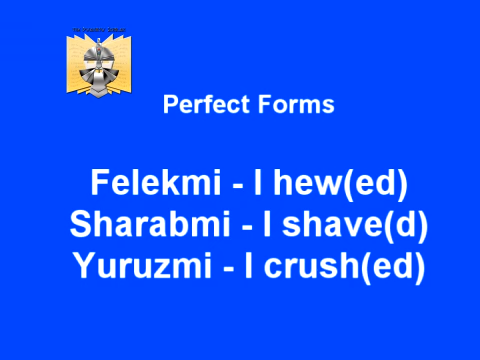 Perfect Forms
Felekmi - I hew(ed)
Sharabmi - I shave(d)
Yuruzmi - I crush(ed)